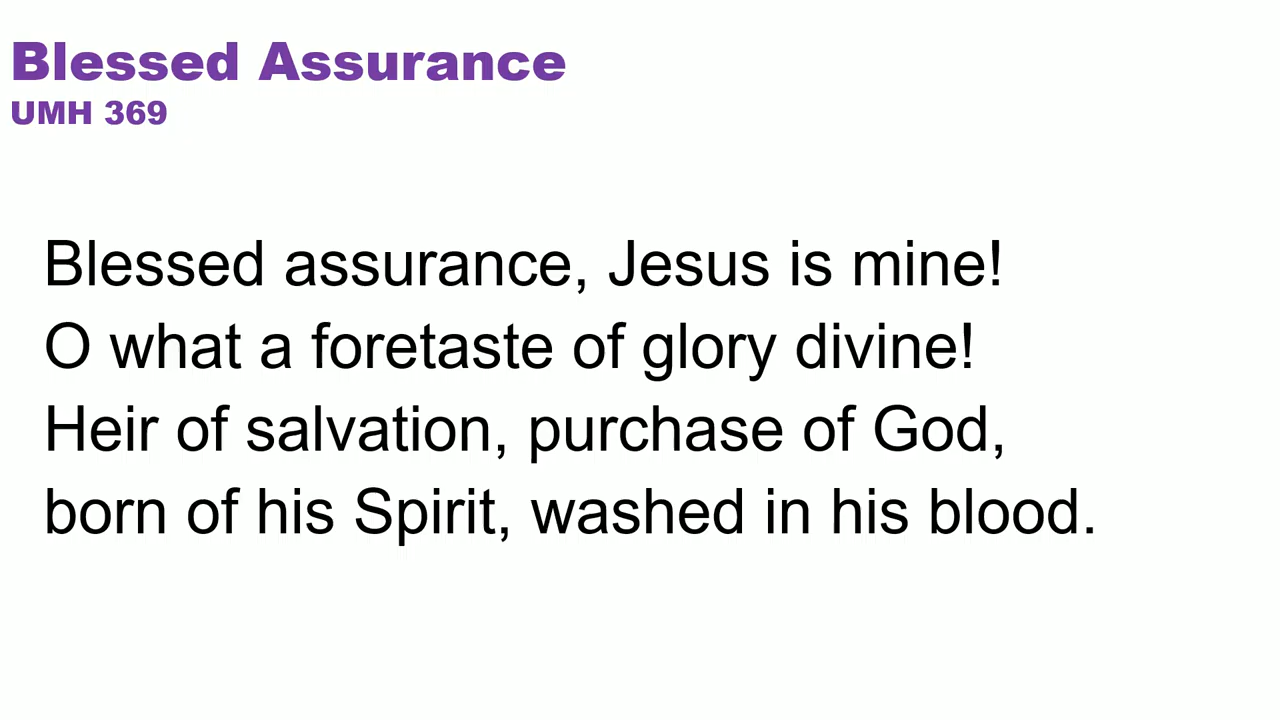 Blessed Assurance
UMH 369
Blessed assurance, Jesus is mine!
O what a foretaste of glory divine!
Heir of salvation, purchase of God,
born of his Spirit, washed in his blood.